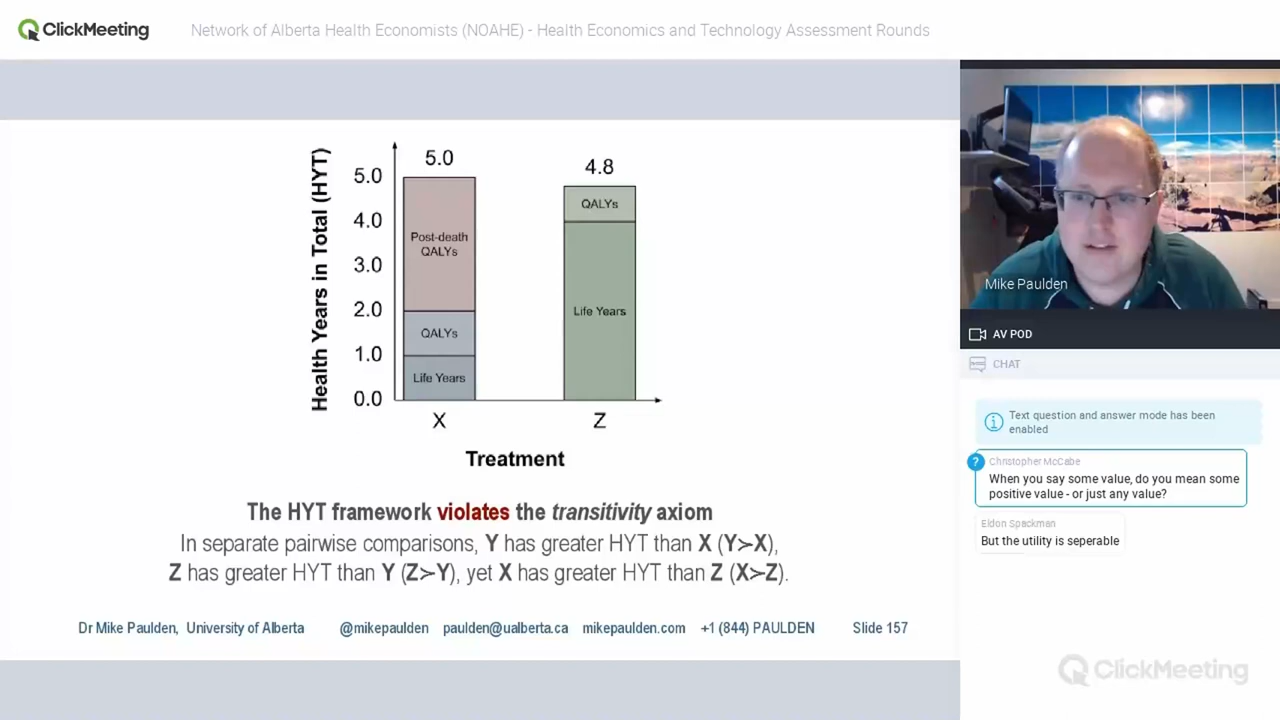 ClickMeeting
Network of Alberta Health Economists (NOAHE) - Health Economics and Technology Assessment Rounds
Health Years in Total (HYT)
5.0
4.0
3.0
2.0
1.0
0.0
5.0
Post-death
QALYs
QALYs
Life Years
X
4.8
QALYs
Life Years
Z
Treatment
The HYT framework violates the transitivity axiom
In separate pairwise comparisons, Y has greater HYT than X (Y≻X),
Z has greater HYT than Y (Z≻Y), yet X has greater HYT than Z (X≻Z).
Dr Mike Paulden, University of Alberta @mikepaulden paulden@ualberta.ca mikepaulden.com +1 (844) PAULDEN Slide 157
Mike Paulden
AV POD
CHAT
Text question and answer mode has been
enabled
?
Christopher McCabe
When you say some value, do you mean some
positive value - or just any value?
Eldon Spackman
But the utility is seperable
ClickMeeting